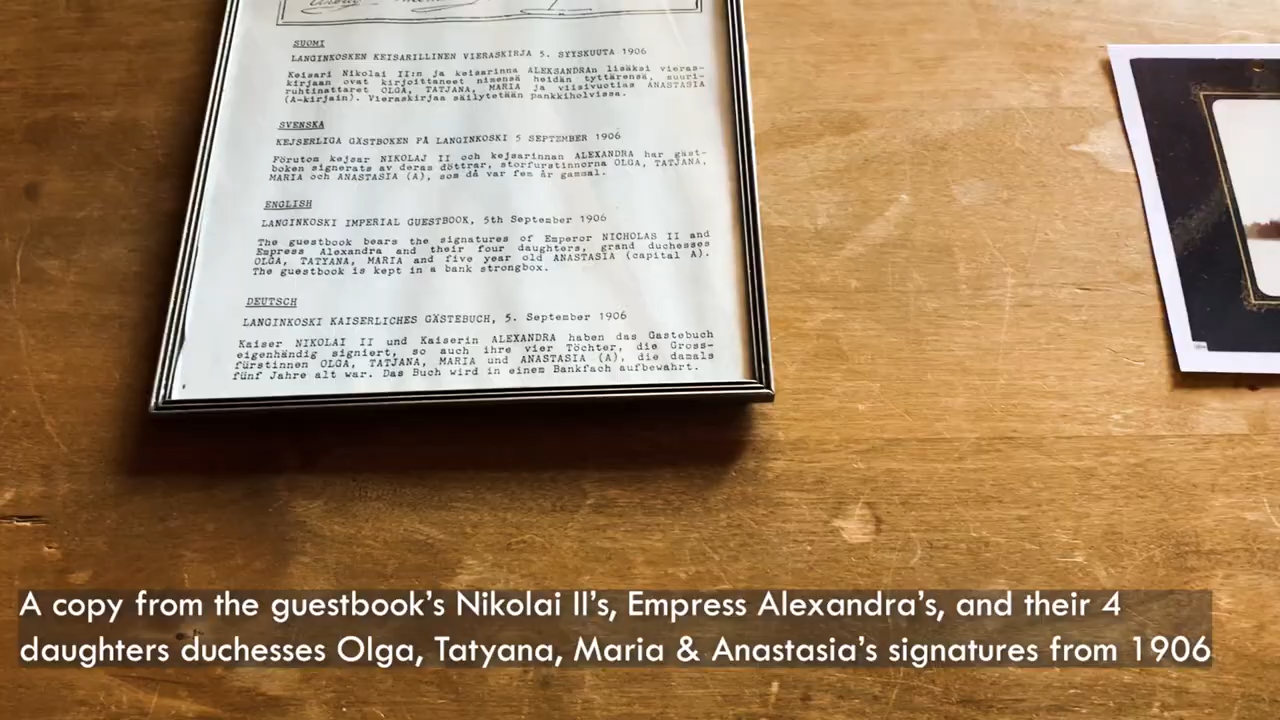 SUOMI
LANGINKOSKEN KEISARILLINEN VIERASKIRJA 5. SYYSKUUTA 1906
Keisari Nikolai II:n ja keisarinna ALEKSANDRAn lisäksi vieras-
kirjaan ovat kirjoittaneet nimensä heidän tyttärensä, suuri-
ruhtinattaret OLGA, TATJANA, MARIA ja viisivuotias ANASTASIA
(A-kirjain). Vieraskirjaa säilytetään pankkiholvissa.
SVENSKA
KEJSERLIGA GÄSTBOKEN PÅ LANGINKOSKI 5 SEPTEMBER 1906
Förutom kejsar NIKOLAJ II och kejsarinnan ALEXANDRA har gäst-
boken signerats av deras döttrar, storfurstinnorna OLGA, TATJANA,
MARIA och ANASTASIA (A), som då var fem år gammal.
ENGLISH
LANGINKOSKI IMPERIAL GUESTBOOK, 5th September 1906
The guestbook bears the signatures of Emperor NICHOLAS II and
Empress Alexandra and their four daughters, grand duchesses
OLGA, TATYANA, MARIA and five year old ANASTASIA (capital A).
The guestbook is kept in a bank strongbox.
DEUTSCH
LANGINKOSKI KAISERLICHES GÄSTEBUCH, 5. September 1906
Kaiser NIKOLAI II und Kaiserin ALEXANDRA haben das Gastebuch
eigenhändig signiert, so auch ihre vier Töchter, die Gross-
fürstinnen OLGA, TATJANA, MARIA und ANASTASIA (A), die damals
fünf Jahre alt war. Das Buch wird in einem Bankfach aufbewahrt.
A copy from the guestbook's Nikolai II's, Empress Alexandra's, and their 4
daughters duchesses Olga, Tatyana, Maria & Anastasia's signatures from 1906